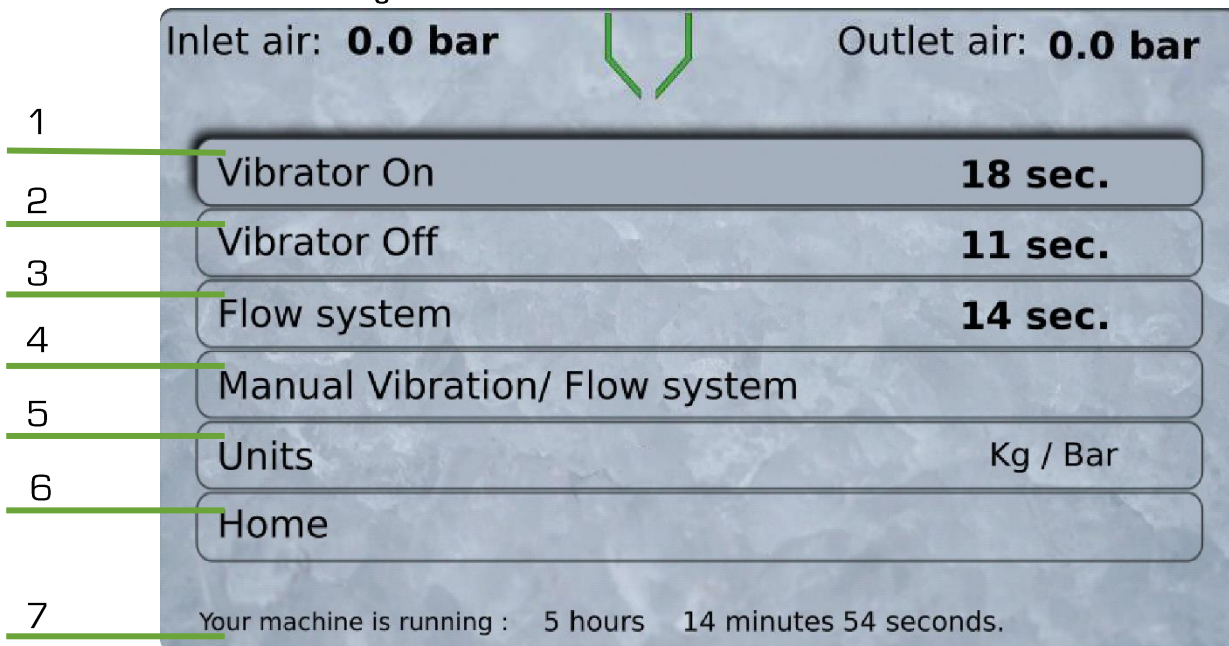 Inlet air: 0.0 bar Outlet air: 0.0 bar
1
Vibrator On 18 sec.
2
Vibrator Off 11 sec.
3
Flow system 14 sec.
4
Manual Vibration/ Flow system
5
Units Kg / Bar
6
Home
7
Your machine is running : 5 hours 14 minutes 54 seconds.